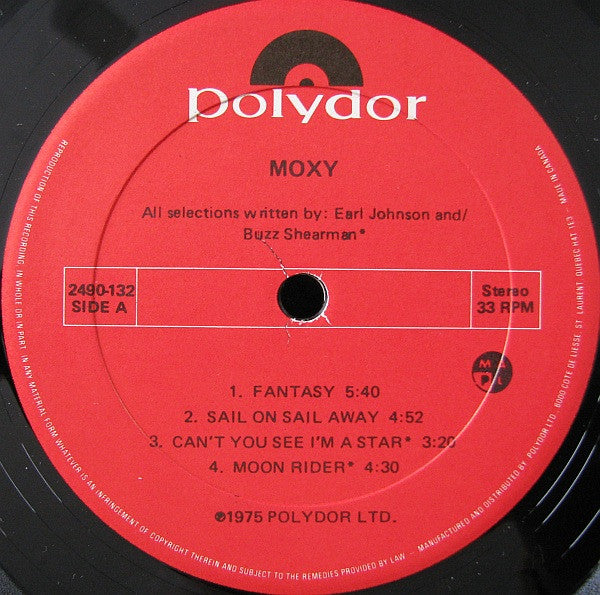 polydor
MOXY
All selections written by: Earl Johnson and/
Buzz Shearman*
2490-132
SIDE A
Stereo
33 RPM
1. FANTASY 5:40
2. SAIL ON SAIL AWAY 4:52
3. CAN'T YOU SEE I'M A STAR* 3:20
4. MOON RIDER* 4:30
℗1975 POLYDOR LTD.
M A
P L
REPRODUCTION OF THIS RECORDING IN WHOLE OR IN PART IN ANY MATERIAL FORM WHATEVER IS AN INFRINGEMENT OF COPYRIGHT THEREIN AND SUBJECT TO THE REMEDIES PROVIDED BY LAW - MANUFACTURED AND DISTRIBUTED BY: POLYDOR LTD. 6000 COTE DE LIESSE, ST LAURENT, QUEBEC H4T 1E3 MADE IN CANADA